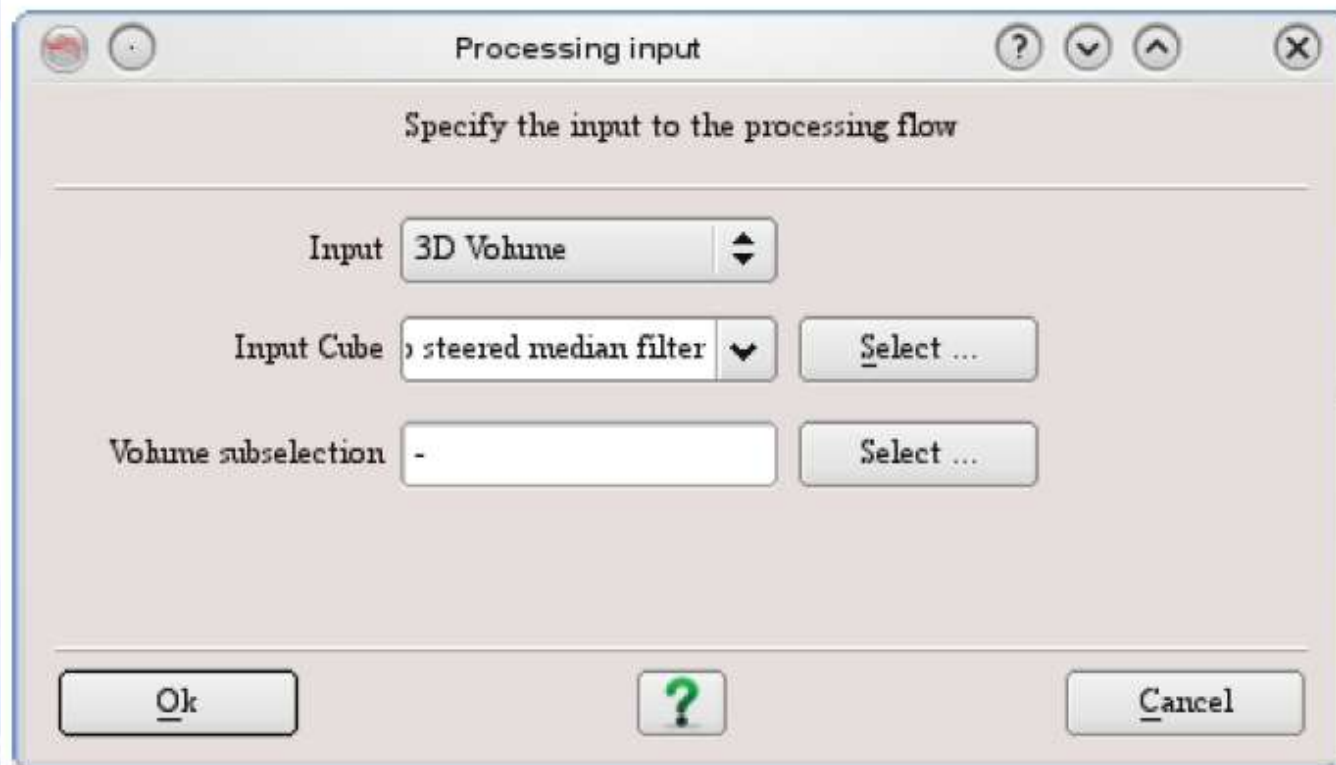 Processing input
Specify the input to the processing flow
Input 3D Volume
Input Cube steered median filter Select ...
Volume subselection - Select ...
Ok ? Cancel